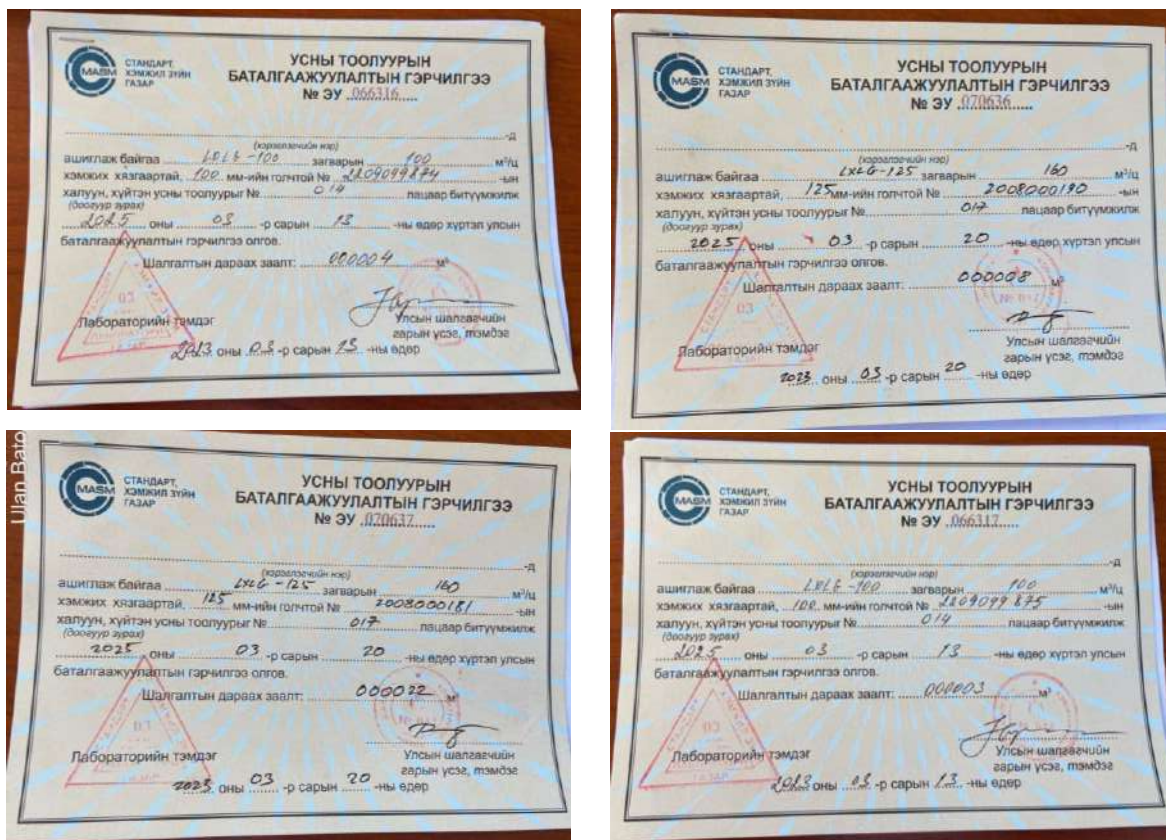 MASM
СТАНДАРТ,
ХЭМЖИЛ ЗҮЙН
ГАЗАР
УСНЫ ТООЛУУРЫН
БАТАЛГААЖУУЛАЛТЫН ГЭРЧИЛГЭЭ
№ ЭУ 066316
-д
(хэрэглэгчийн нэр)
ашиглаж байгаа LXLG-100 загварын 100 м³/ц
хэмжих хязгаартай, 100 мм-ийн голчтой № 2209099874 -ын
халуун, хүйтэн усны тоолуурыг № 014 лацаар битүүмжилж
(доогуур зурах)
2025 оны 03 -р сарын 13 -ны өдөр хүртэл улсын
баталгаажуулалтын гэрчилгээ олгов.
Шалгалтын дараах заалт: 000004 м³
Лабораторийн тэмдэг
Улсын шалгагчийн
гарын үсэг, тэмдэг
2023 оны 03 -р сарын 13 -ны өдөр
MASM
СТАНДАРТ,
ХЭМЖИЛ ЗҮЙН
ГАЗАР
УСНЫ ТООЛУУРЫН
БАТАЛГААЖУУЛАЛТЫН ГЭРЧИЛГЭЭ
№ ЭУ 070636
-д
(хэрэглэгчийн нэр)
ашиглаж байгаа LXLG-125 загварын 160 м³/ц
хэмжих хязгаартай, 125 мм-ийн голчтой № 2008000190 -ын
халуун, хүйтэн усны тоолуурыг № 017 лацаар битүүмжилж
(доогуур зурах)
2025 оны 03 -р сарын 20 -ны өдөр хүртэл улсын
баталгаажуулалтын гэрчилгээ олгов.
Шалгалтын дараах заалт: 000008 м³
Лабораторийн тэмдэг
Улсын шалгагчийн
гарын үсэг, тэмдэг
2023 оны 03 -р сарын 20 -ны өдөр
Ulan Bato
MASM
СТАНДАРТ,
ХЭМЖИЛ ЗҮЙН
ГАЗАР
УСНЫ ТООЛУУРЫН
БАТАЛГААЖУУЛАЛТЫН ГЭРЧИЛГЭЭ
№ ЭУ 070637
-д
(хэрэглэгчийн нэр)
ашиглаж байгаа LXLG-125 загварын 160 м³/ц
хэмжих хязгаартай, 125 мм-ийн голчтой № 2008000181 -ын
халуун, хүйтэн усны тоолуурыг № 017 лацаар битүүмжилж
(доогуур зурах)
2025 оны 03 -р сарын 20 -ны өдөр хүртэл улсын
баталгаажуулалтын гэрчилгээ олгов.
Шалгалтын дараах заалт: 000022 м³
Лабораторийн тэмдэг
Улсын шалгагчийн
гарын үсэг, тэмдэг
2023 оны 03 -р сарын 20 -ны өдөр
MASM
СТАНДАРТ,
ХЭМЖИЛ ЗҮЙН
ГАЗАР
УСНЫ ТООЛУУРЫН
БАТАЛГААЖУУЛАЛТЫН ГЭРЧИЛГЭЭ
№ ЭУ 066317
-д
(хэрэглэгчийн нэр)
ашиглаж байгаа LXLG-100 загварын 100 м³/ц
хэмжих хязгаартай, 100 мм-ийн голчтой № 2209099875 -ын
халуун, хүйтэн усны тоолуурыг № 014 лацаар битүүмжилж
(доогуур зурах)
2025 оны 03 -р сарын 13 -ны өдөр хүртэл улсын
баталгаажуулалтын гэрчилгээ олгов.
Шалгалтын дараах заалт: 000003 м³
Лабораторийн тэмдэг
Улсын шалгагчийн
гарын үсэг, тэмдэг
2023 оны 03 -р сарын 13 -ны өдөр